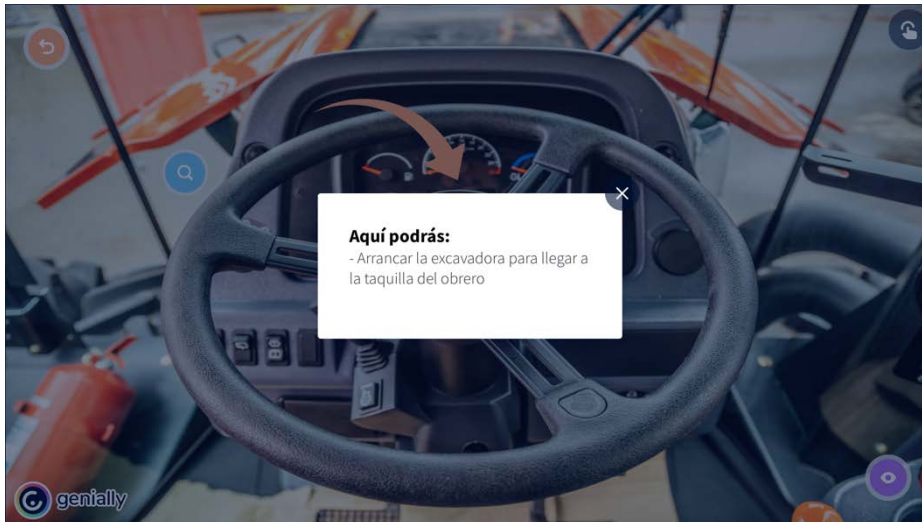 Aquí podrás:
- Arrancar la excavadora para llegar a
la taquilla del obrero
genially